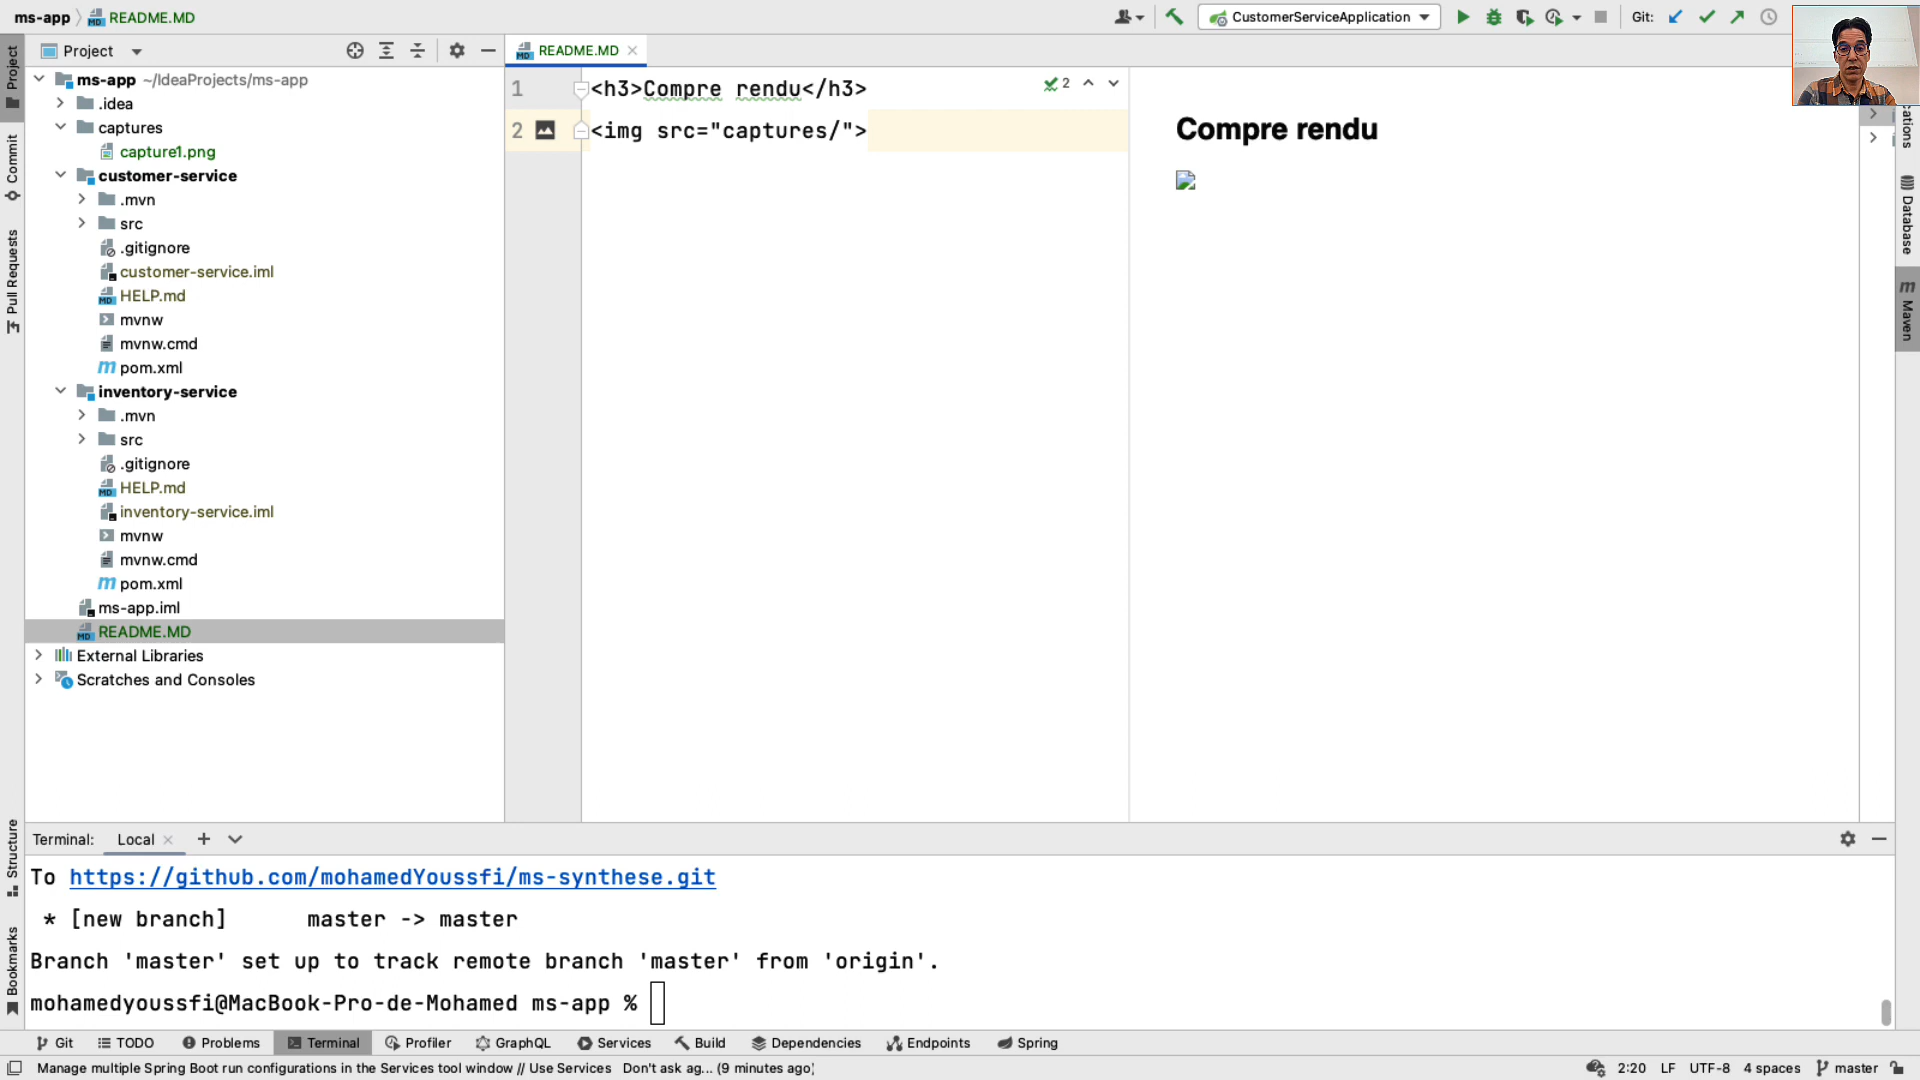 ms-app
README.MD
CustomerServiceApplication
Git:
Project
README.MD
ms-app ~/IdeaProjects/ms-app
.idea
captures
capture1.png
customer-service
.mvn
src
.gitignore
customer-service.iml
HELP.md
mvnw
mvnw.cmd
pom.xml
inventory-service
.mvn
src
.gitignore
HELP.md
inventory-service.iml
mvnw
mvnw.cmd
pom.xml
ms-app.iml
README.MD
External Libraries
Scratches and Consoles
Project
Commit
Pull Requests
Structure
Bookmarks
1 <h3>Compre rendu</h3>
2 <img src="captures/">
2
Compre rendu
Database
Maven
Terminal: Local
To https://github.com/mohamedYoussfi/ms-synthese.git
* [new branch] master -> master
Branch 'master' set up to track remote branch 'master' from 'origin'.
mohamedyoussfi@MacBook-Pro-de-Mohamed ms-app %
Git TODO Problems Terminal Profiler GraphQL Services Build Dependencies Endpoints Spring
Manage multiple Spring Boot run configurations in the Services tool window // Use Services Don't ask ag... (9 minutes ago)
2:20 LF UTF-8 4 spaces master